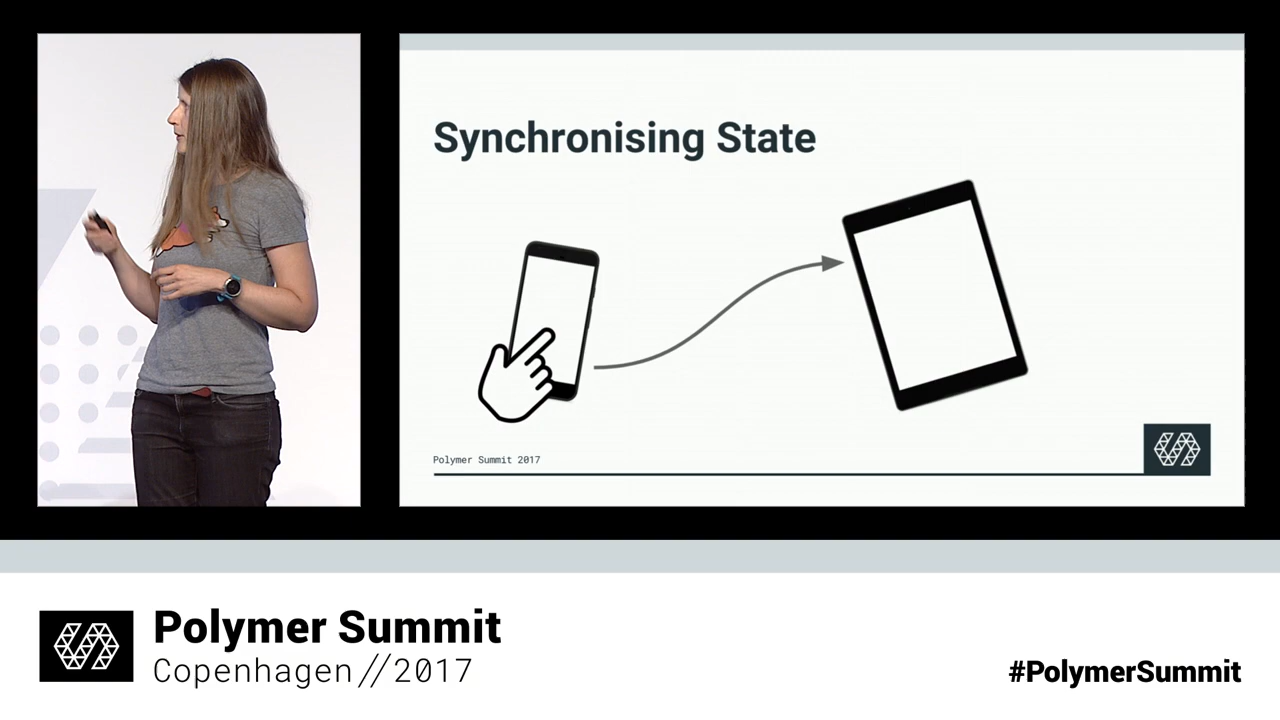 Synchronising State
Polymer Summit 2017
Polymer Summit
Copenhagen//2017
#PolymerSummit